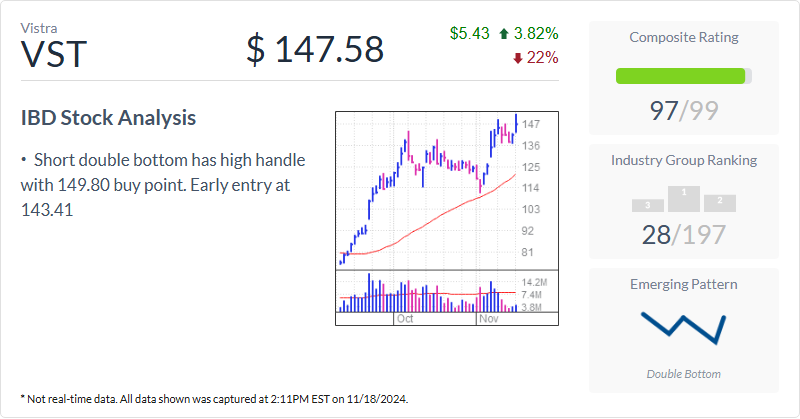 Vistra
VST
$ 147.58
$5.43 3.82%
22%
IBD Stock Analysis
• Short double bottom has high handle
with 149.80 buy point. Early entry at
143.41
147
136
125
114
103
92
81
14.2M
7.4M
3.8M
Oct
Nov
Composite Rating
97/99
Industry Group Ranking
3
1
2
28/197
Emerging Pattern
Double Bottom
* Not real-time data. All data shown was captured at 2:11PM EST on 11/18/2024.